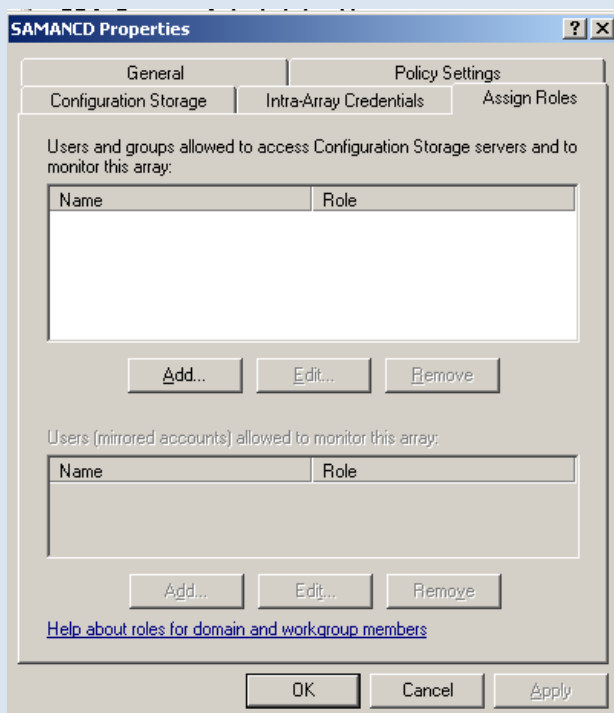 SAMANCD Properties
General
Policy Settings
Configuration Storage
Intra-Array Credentials
Assign Roles
Users and groups allowed to access Configuration Storage servers and to
monitor this array:
Name
Role
Add...
Edit...
Remove
Users (mirrored accounts) allowed to monitor this array:
Name
Role
Add...
Edit...
Remove
Help about roles for domain and workgroup members
OK
Cancel
Apply